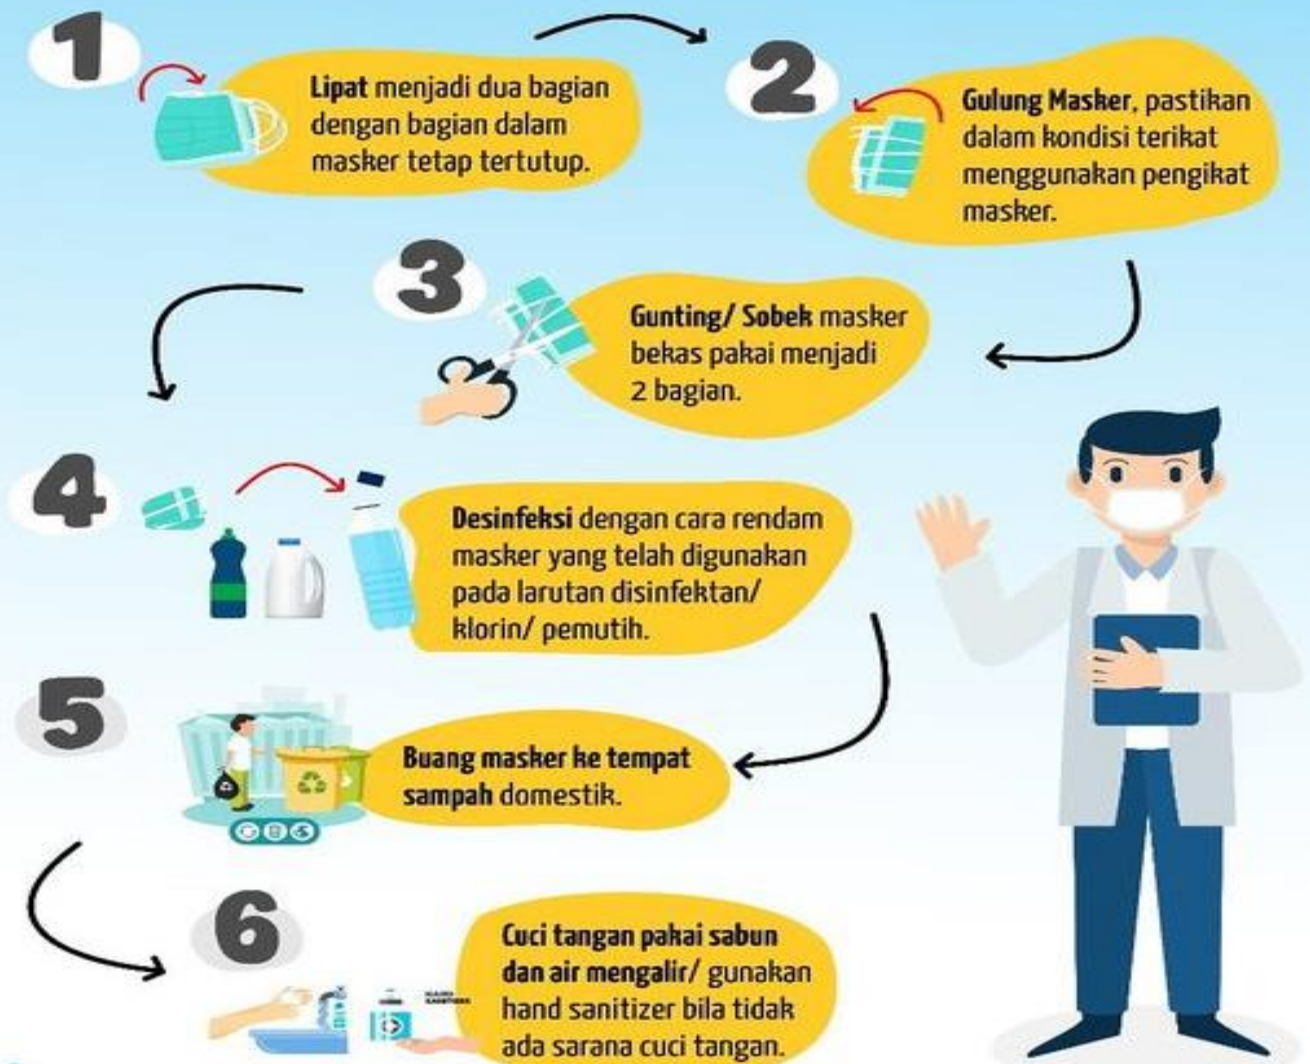 1
Lipat menjadi dua bagian
dengan bagian dalam
masker tetap tertutup.
2
Gulung Masker, pastikan
dalam kondisi terikat
menggunakan pengikat
masker.
3
Gunting/ Sobek masker
bekas pakai menjadi
2 bagian.
4
Desinfeksi dengan cara rendam
masker yang telah digunakan
pada larutan disinfektan/
klorin/ pemutih.
5
Buang masker ke tempat
sampah domestik.
6
Cuci tangan pakai sabun
dan air mengalir/ gunakan
hand sanitizer bila tidak
ada sarana cuci tangan.